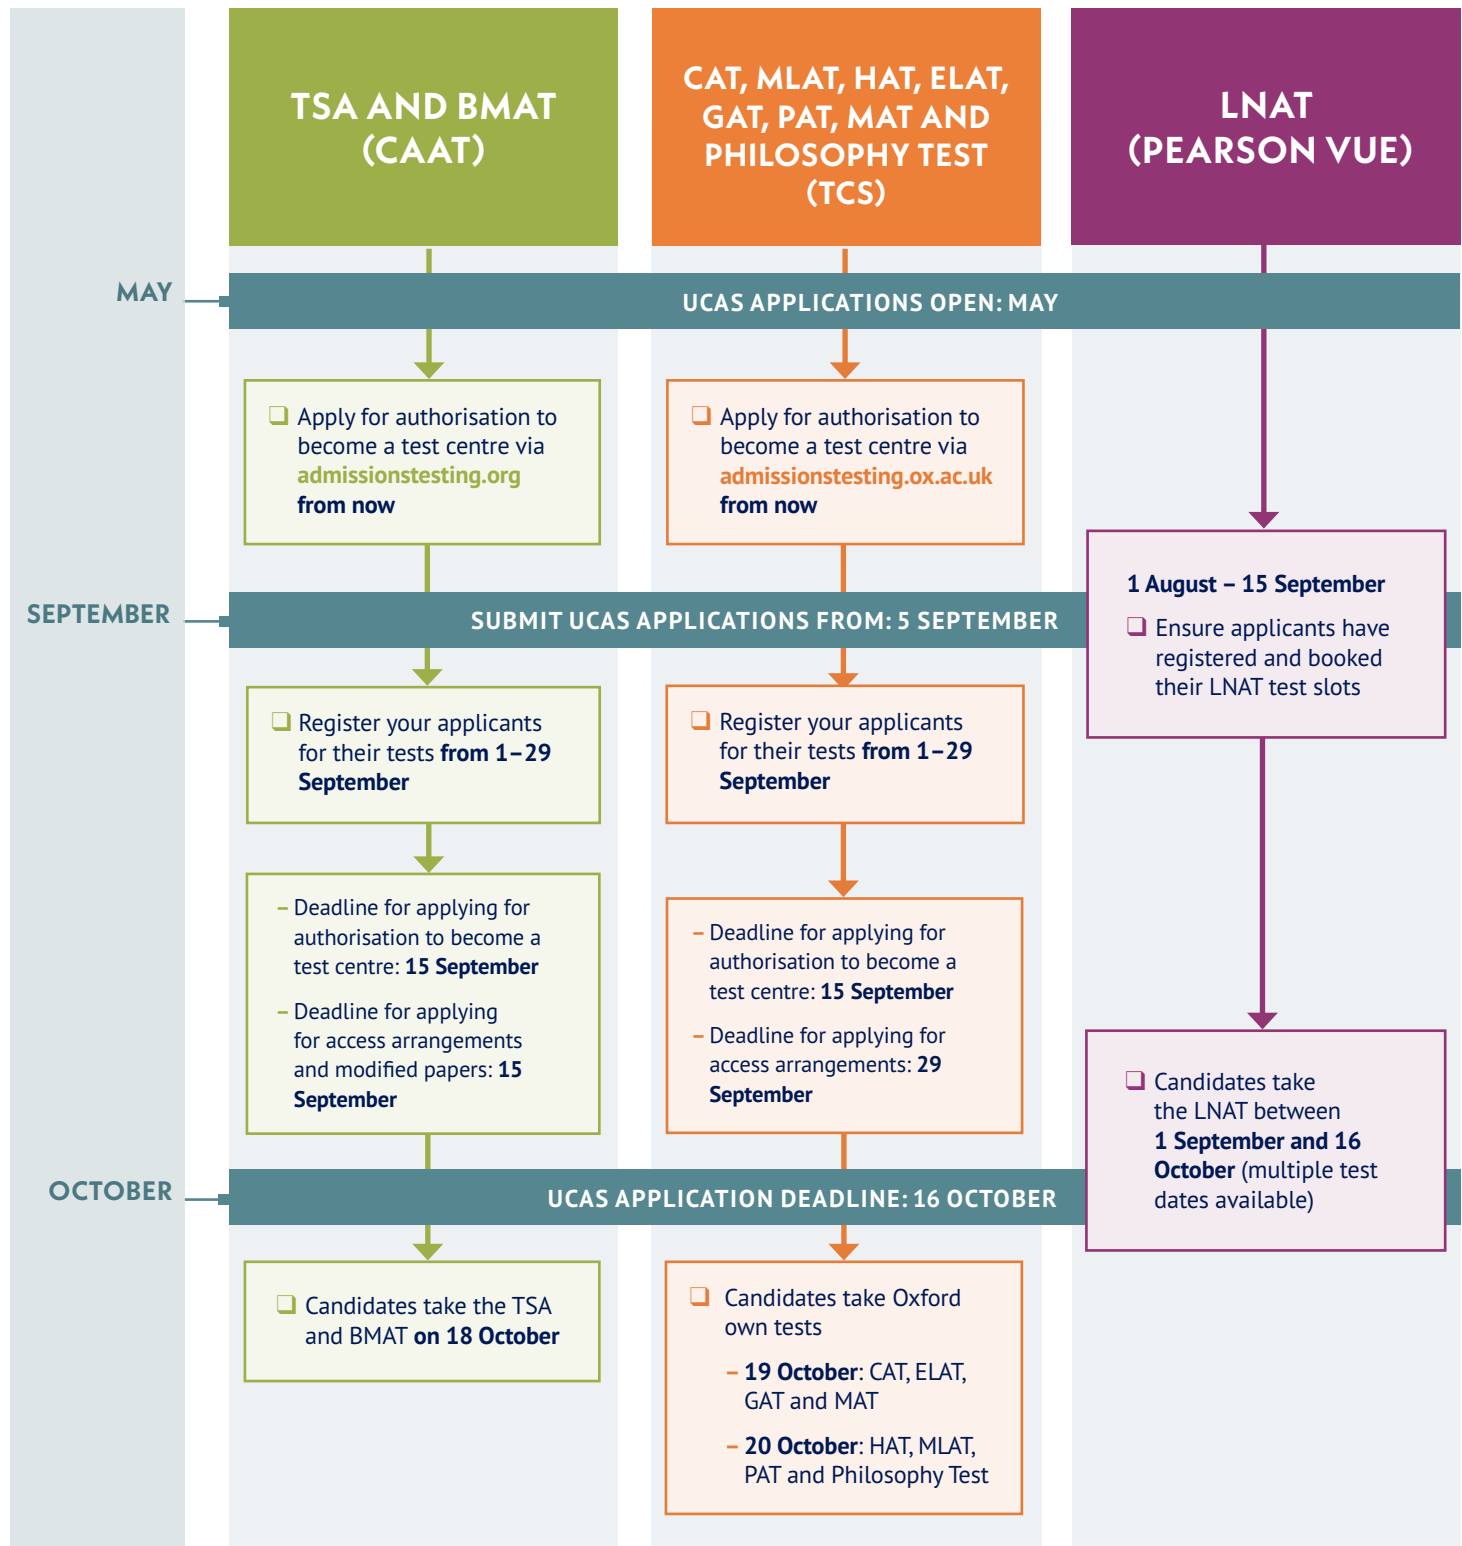 TSA AND BMAT
(CAAT)
CAT, MLAT, HAT, ELAT,
GAT, PAT, MAT AND
PHILOSOPHY TEST
(TCS)
LNAT
(PEARSON VUE)
MAY
UCAS APPLICATIONS OPEN: MAY
❏ Apply for authorisation to
become a test centre via
admissionstesting.org
from now
❏ Apply for authorisation to
become a test centre via
admissionstesting.ox.ac.uk
from now
1 August – 15 September
❏ Ensure applicants have
registered and booked
their LNAT test slots
SEPTEMBER
SUBMIT UCAS APPLICATIONS FROM: 5 SEPTEMBER
❏ Register your applicants
for their tests from 1–29
September
❏ Register your applicants
for their tests from 1–29
September
– Deadline for applying for
authorisation to become a
test centre: 15 September
– Deadline for applying
for access arrangements
and modified papers: 15
September
– Deadline for applying for
authorisation to become a
test centre: 15 September
– Deadline for applying for
access arrangements: 29
September
❏ Candidates take
the LNAT between
1 September and 16
October (multiple test
dates available)
OCTOBER
UCAS APPLICATION DEADLINE: 16 OCTOBER
❏ Candidates take the TSA
and BMAT on 18 October
❏ Candidates take Oxford
own tests
– 19 October: CAT, ELAT,
GAT and MAT
– 20 October: HAT, MLAT,
PAT and Philosophy Test